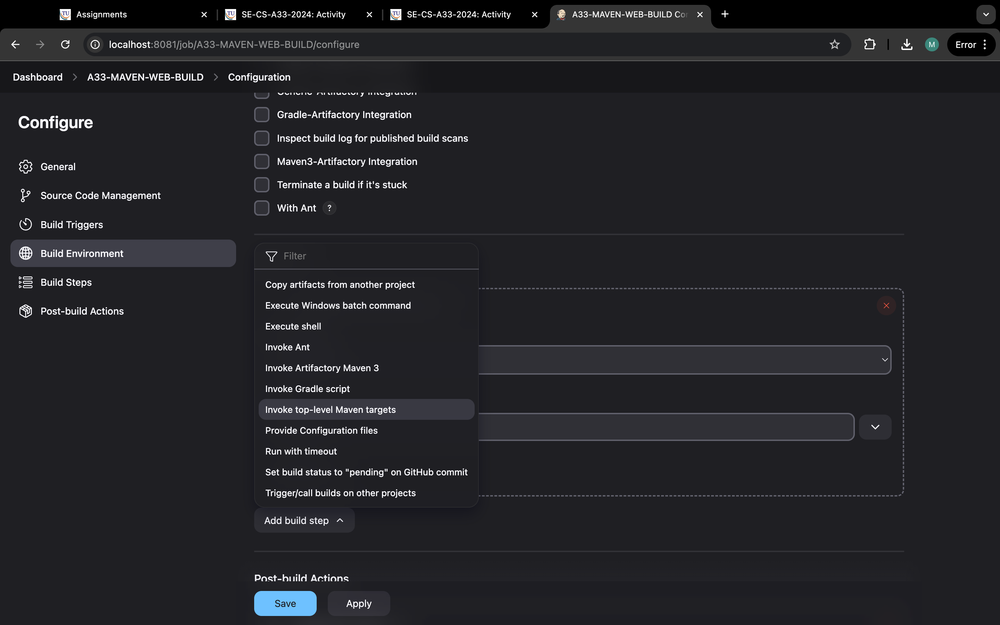 Assignments
SE-CS-A33-2024: Activity
SE-CS-A33-2024: Activity
A33-MAVEN-WEB-BUILD Con
localhost:8081/job/A33-MAVEN-WEB-BUILD/configure
M
Error
Dashboard > A33-MAVEN-WEB-BUILD > Configuration
Configure
General
Source Code Management
Build Triggers
Build Environment
Build Steps
Post-build Actions
Generic-Artifactory Integration
Gradle-Artifactory Integration
Inspect build log for published build scans
Maven3-Artifactory Integration
Terminate a build if it's stuck
With Ant ?
Filter
Copy artifacts from another project
Execute Windows batch command
Execute shell
Invoke Ant
Invoke Artifactory Maven 3
Invoke Gradle script
Invoke top-level Maven targets
Provide Configuration files
Run with timeout
Set build status to "pending" on GitHub commit
Trigger/call builds on other projects
Add build step
Post-build Actions
Save
Apply